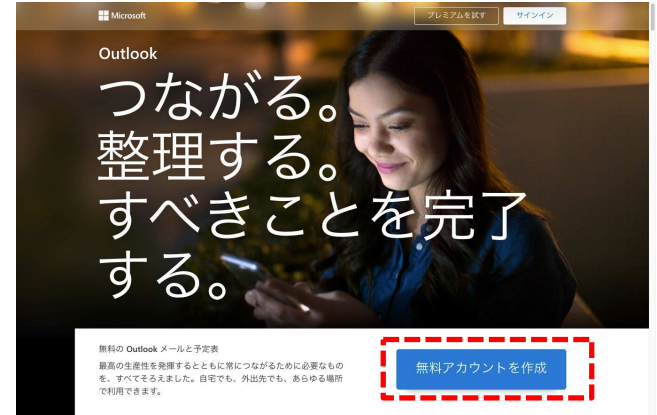 Microsoft
プレミアムを試す
サインイン
Outlook
つながる。
整理する。
すべきことを完了
する。
無料の Outlook メールと予定表
最高の生産性を発揮するとともに常につながるために必要なもの
を、すべてそろえました。自宅でも、外出先でも、あらゆる場所
で利用できます。
無料アカウントを作成